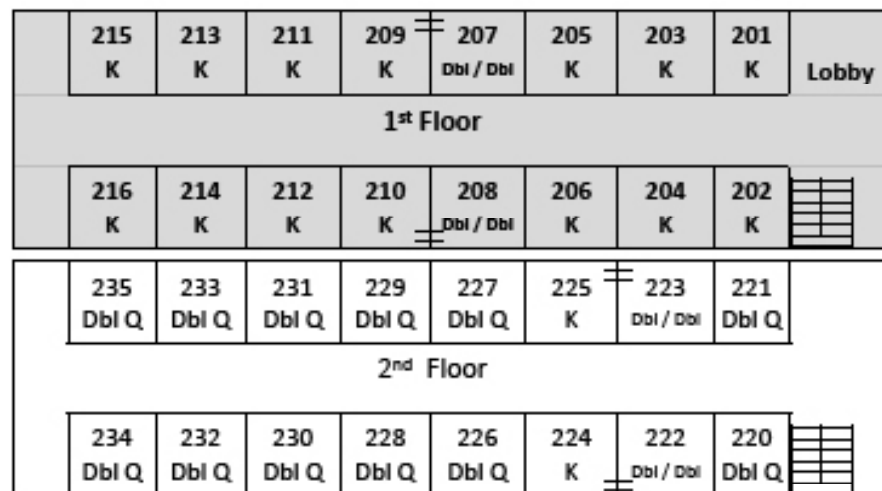 215 213 211 209 207 205 203 201
K K K K Dbl / Dbl K K K Lobby
1st Floor
216 214 212 210 208 206 204 202
K K K K Dbl / Dbl K K K
235 233 231 229 227 225 223 221
Dbl Q Dbl Q Dbl Q Dbl Q Dbl Q K Dbl / Dbl Dbl Q
2nd Floor
234 232 230 228 226 224 222 220
Dbl Q Dbl Q Dbl Q Dbl Q Dbl Q K Dbl / Dbl Dbl Q